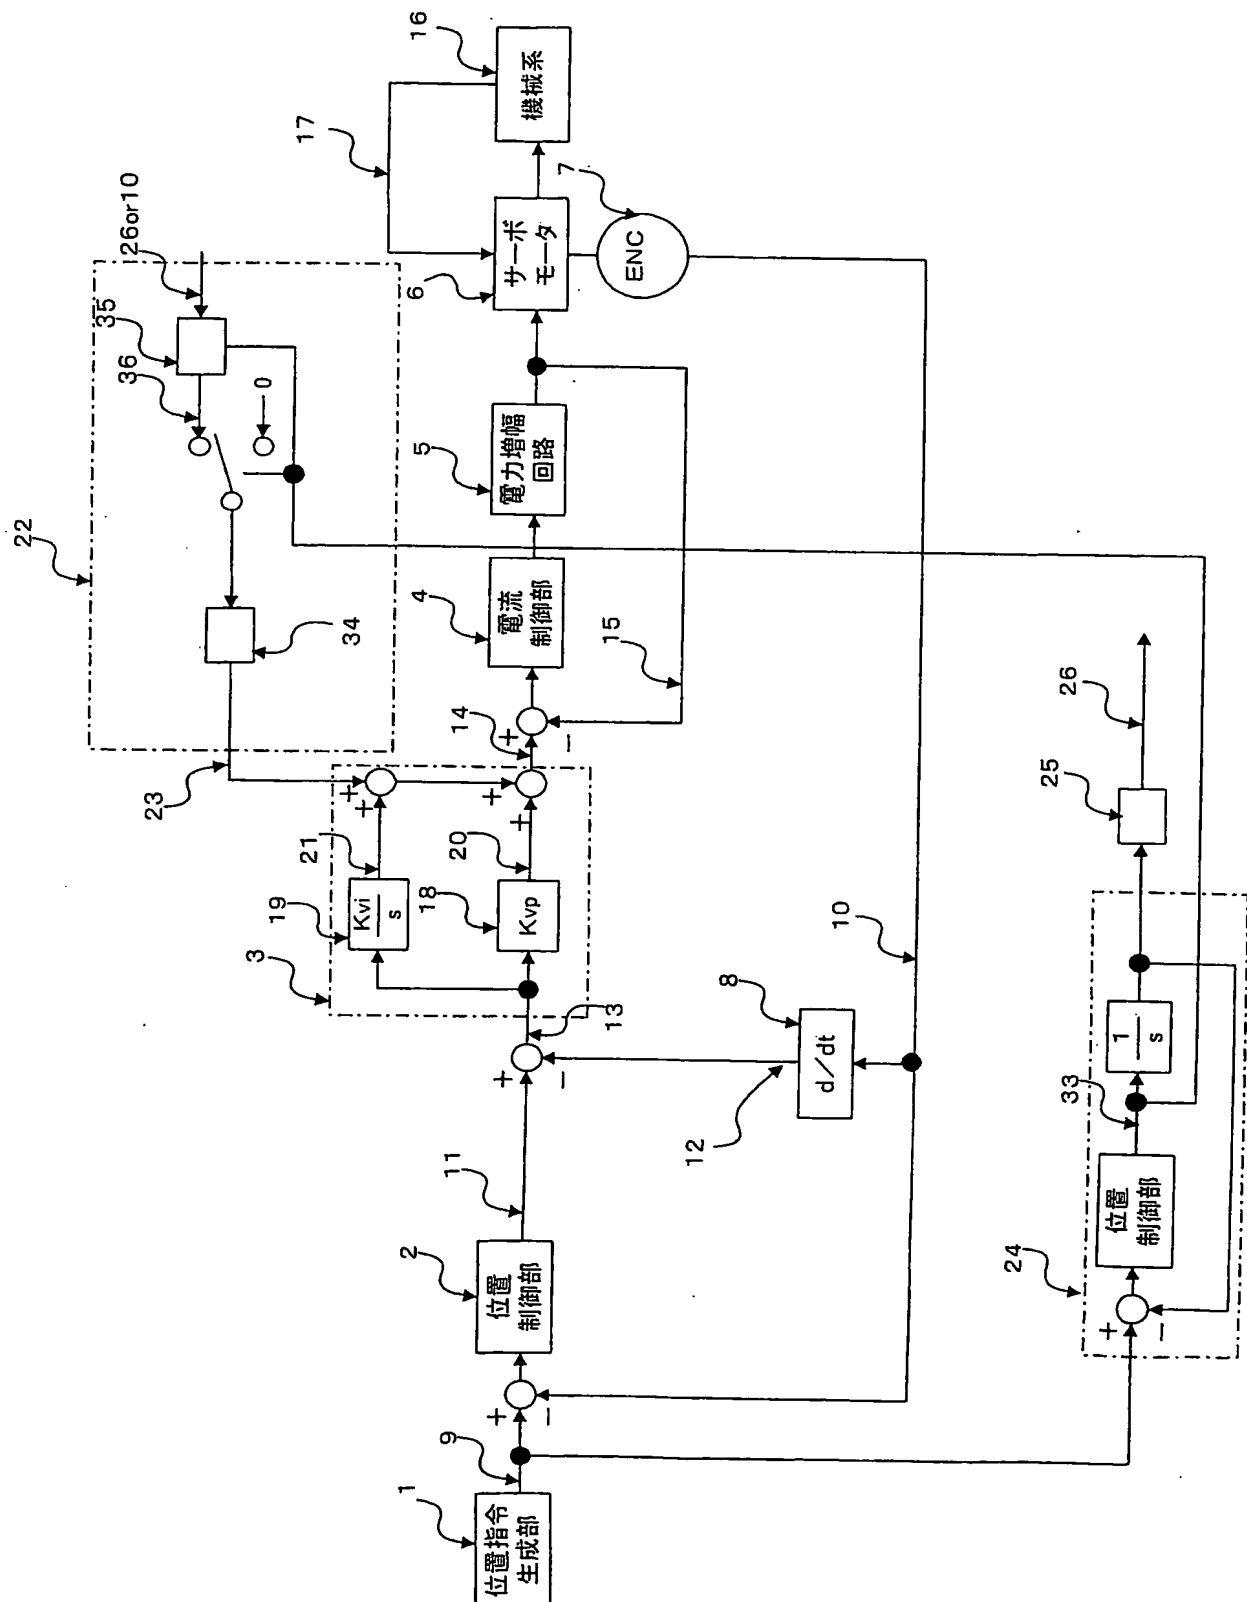 22
23
36
35
26or10
0
34
17
16
機械系
3
19
Kvi
s
21
+
+
18
Kvp
20
+
+
14
+
−
4
電流
制御部
5
電力増幅
回路
6
サーボ
モータ
7
ENC
15
1
位置指令
生成部
9
+
−
2
位置
制御部
11
+
−
13
12
8
d/dt
10
24
+
−
位置
制御部
33
1
s
25
26